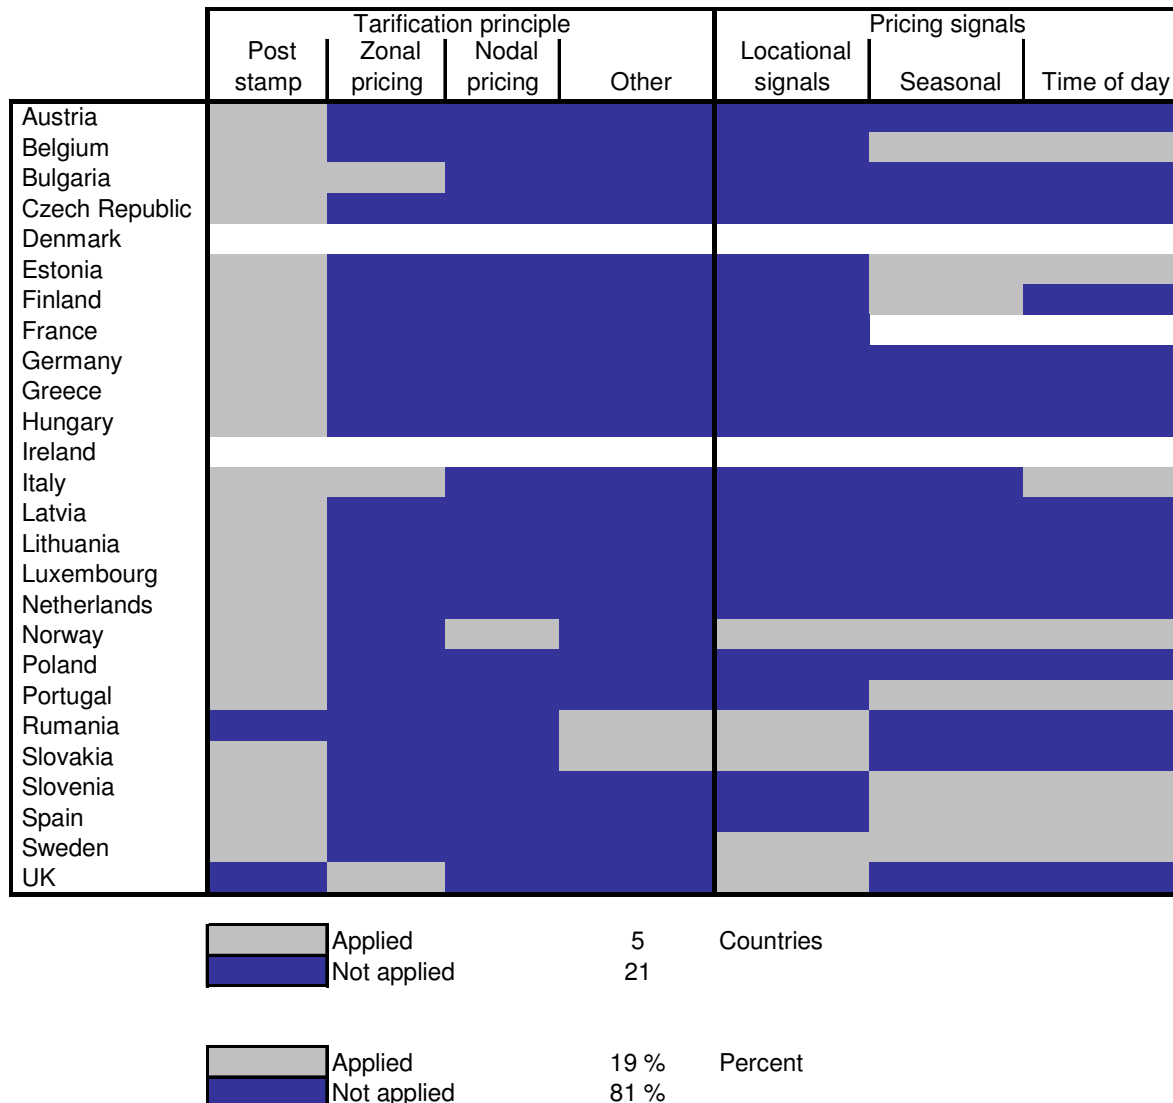 Tarification principle Pricing signals
Post Zonal Nodal Locational
stamp pricing pricing Other signals Seasonal Time of day
Austria
Belgium
Bulgaria
Czech Republic
Denmark
Estonia
Finland
France
Germany
Greece
Hungary
Ireland
Italy
Latvia
Lithuania
Luxembourg
Netherlands
Norway
Poland
Portugal
Rumania
Slovakia
Slovenia
Spain
Sweden
UK
Applied 5 Countries
Not applied 21
Applied 19 % Percent
Not applied 81 %